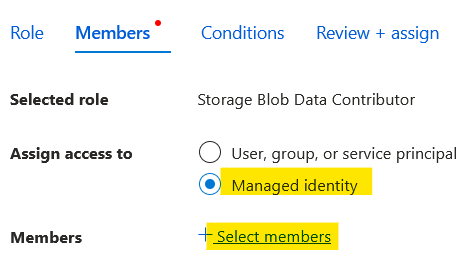 Role Members Conditions Review + assign
Selected role Storage Blob Data Contributor
Assign access to User, group, or service principal
Managed identity
Members + Select members